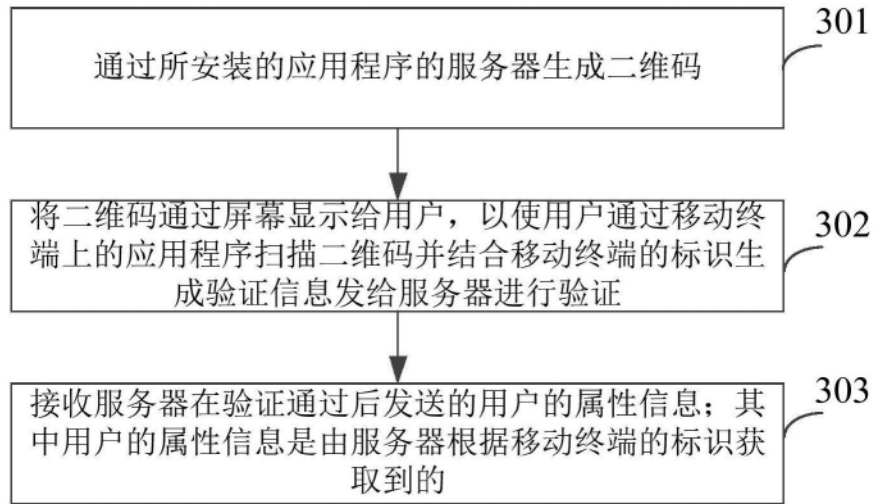 301
通过所安装的应用程序的服务器生成二维码
302
将二维码通过屏幕显示给用户，以使用户通过移动终
端上的应用程序扫描二维码并结合移动终端的标识生
成验证信息发给服务器进行验证
303
接收服务器在验证通过后发送的用户的属性信息；其
中用户的属性信息是由服务器根据移动终端的标识获
取到的